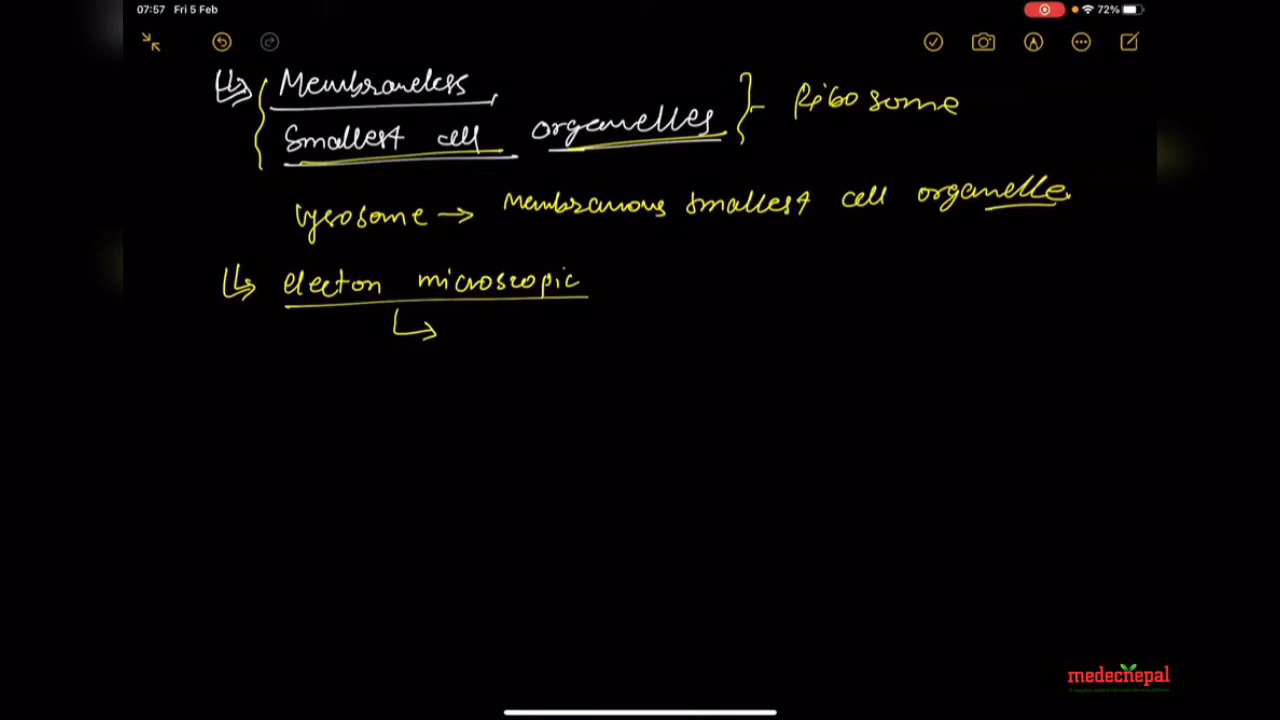 07:57 Fri 5 Feb 72%
Membraneless,
Smallest cell organelles } Ribosome
lysosome → Membranous smallest cell organelle.
electon microscopic
medecnepal